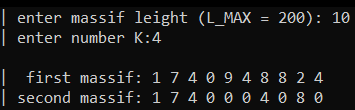 | enter massif leight (L_MAX = 200): 10
| enter number K:4
| first massif: 1 7 4 0 9 4 8 8 2 4
| second massif: 1 7 4 0 0 0 4 0 8 0